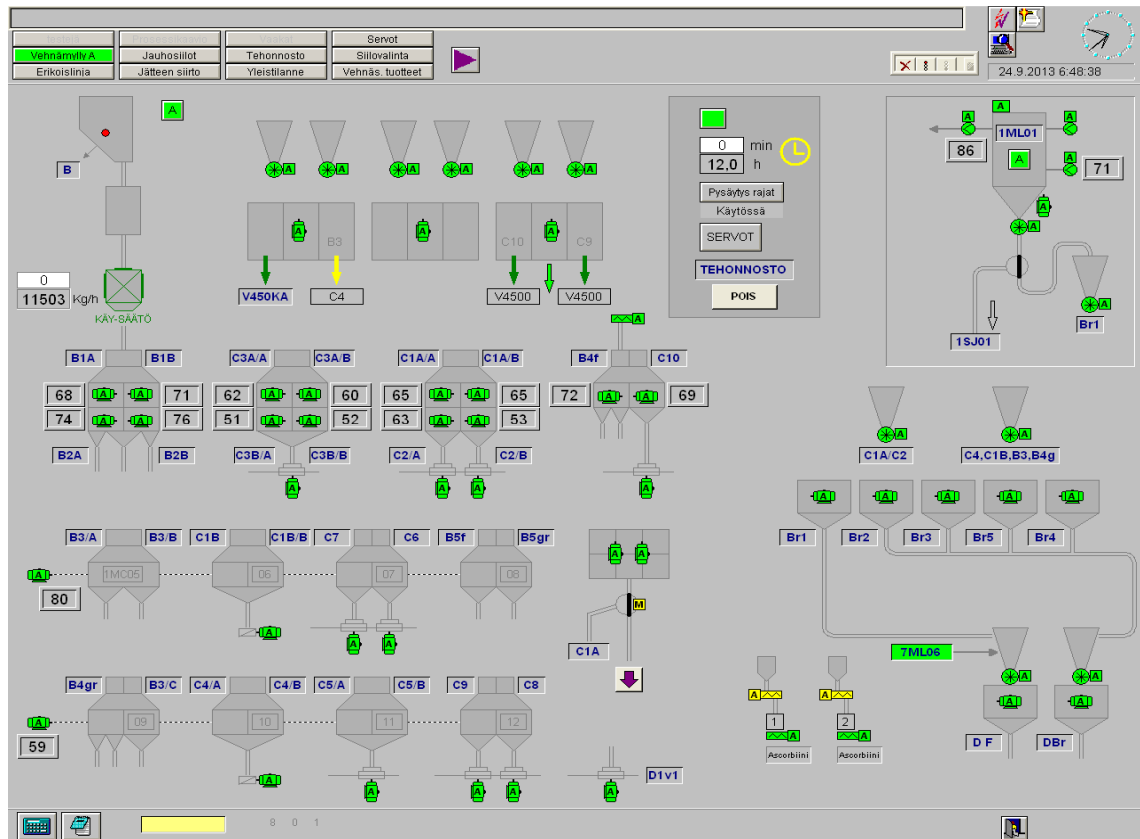 Servot
Vehnämylly A Jauhosiilot Tehonnosto Siilovalinta
Erikoislinja Jätteen siirto Yleistilanne Vehnäs. tuotteet
24.9.2013 6:48:38
A
B
0
11503 Kg/h
KÄY-SÄÄTÖ
A A A A A A
A A A
B3 C10 C9
V450KA C4 V4500 V4500
0 min
12,0 h
Pysäytys rajat
Käytössä
SERVOT
TEHONNOSTO
POIS
A A
86 1ML01 A
A 71
A
A
A
Br1
1SJ01
A
B1A B1B C3A/A C3A/B C1A/A C1A/B B4f C10
68 A A 71 62 A A 60 65 A A 65 72 A A 69
74 A A 76 51 A A 52 63 A A 53
B2A B2B C3B/A C3B/B C2/A C2/B
A A A A
A A
C1A/C2 C4,C1B,B3,B4g
A A A A A
Br1 Br2 Br3 Br5 Br4
B3/A B3/B C1B C1B/B C7 C6 B5f B5gr
A 1MC05 06 07 08
80
A A A
A A
M
C1A
7ML06
A A
A A
D F DBr
B4gr B3/C C4/A C4/B C5/A C5/B C9 C8
A 09 10 11 12
59
A A A A A
D1v1
A A
1 2
A A
Ascorbiini Ascorbiini
8 0 1